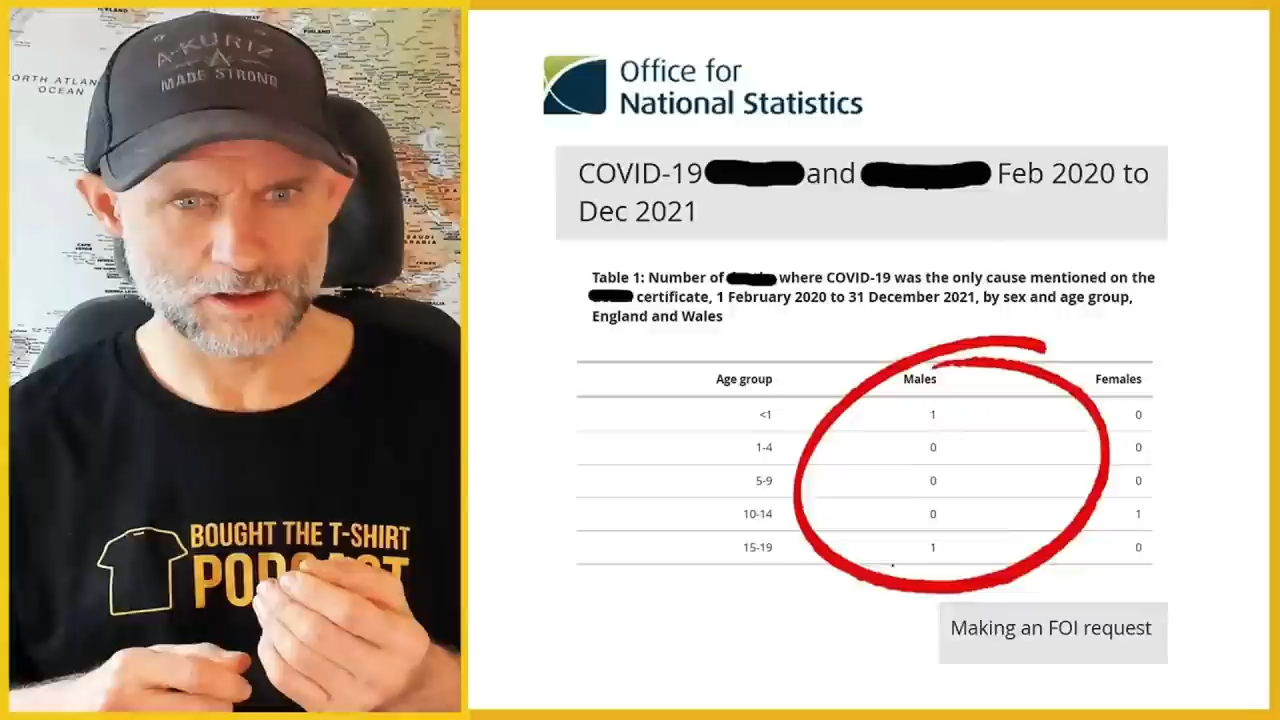 A-KURIZ
MADE STRONG
ORTH ATLAN
OCEAN
BOUGHT THE T-SHIRT
PODCAST
Office for
National Statistics
COVID-19 and Feb 2020 to
Dec 2021
Table 1: Number of where COVID-19 was the only cause mentioned on the
certificate, 1 February 2020 to 31 December 2021, by sex and age group,
England and Wales
Age group Males Females
<1 1 0
1-4 0 0
5-9 0 0
10-14 0 1
15-19 1 0
Making an FOI request